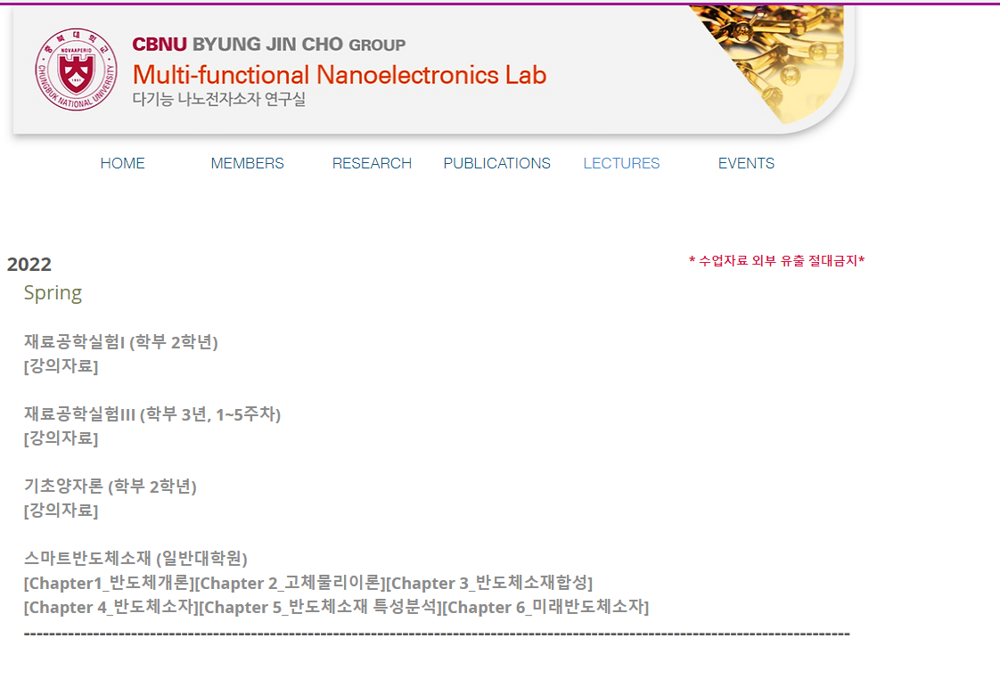 충북대학교
NOVA APERIO
1951
CHUNGBUK NATIONAL UNIVERSITY
CBNU BYUNG JIN CHO GROUP
Multi-functional Nanoelectronics Lab
다기능 나노전자소자 연구실
HOME MEMBERS RESEARCH PUBLICATIONS LECTURES EVENTS
2022 * 수업자료 외부 유출 절대금지*
Spring
재료공학실험I (학부 2학년)
[강의자료]
재료공학실험III (학부 3년, 1~5주차)
[강의자료]
기초양자론 (학부 2학년)
[강의자료]
스마트반도체소재 (일반대학원)
[Chapter1_반도체개론][Chapter 2_고체물리이론][Chapter 3_반도체소재합성]
[Chapter 4_반도체소자][Chapter 5_반도체소재 특성분석][Chapter 6_미래반도체소자]